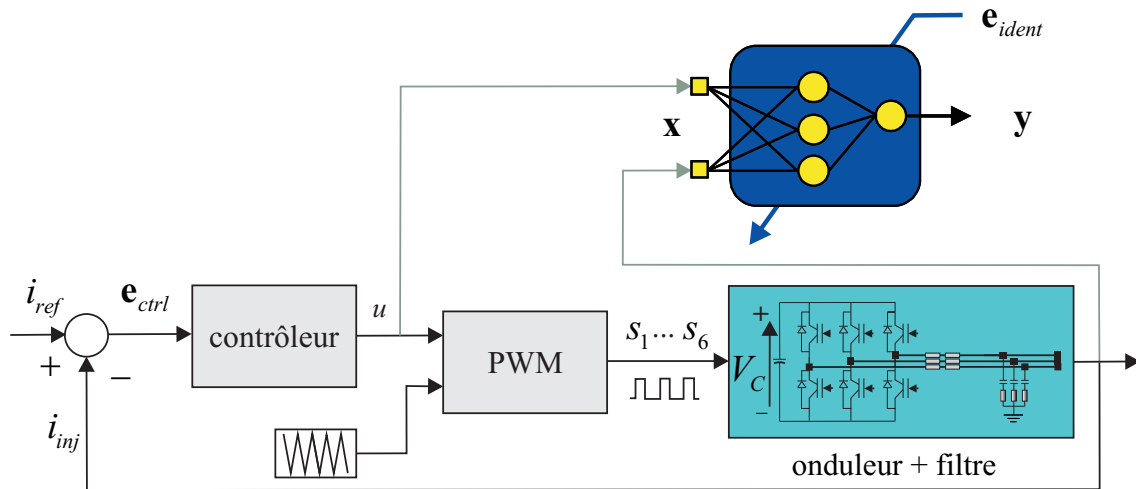 e_ident
x
y
i_ref
e_ctrl
+
−
i_inj
contrôleur
u
PWM
s_1... s_6
+
V_C
−
onduleur + filtre